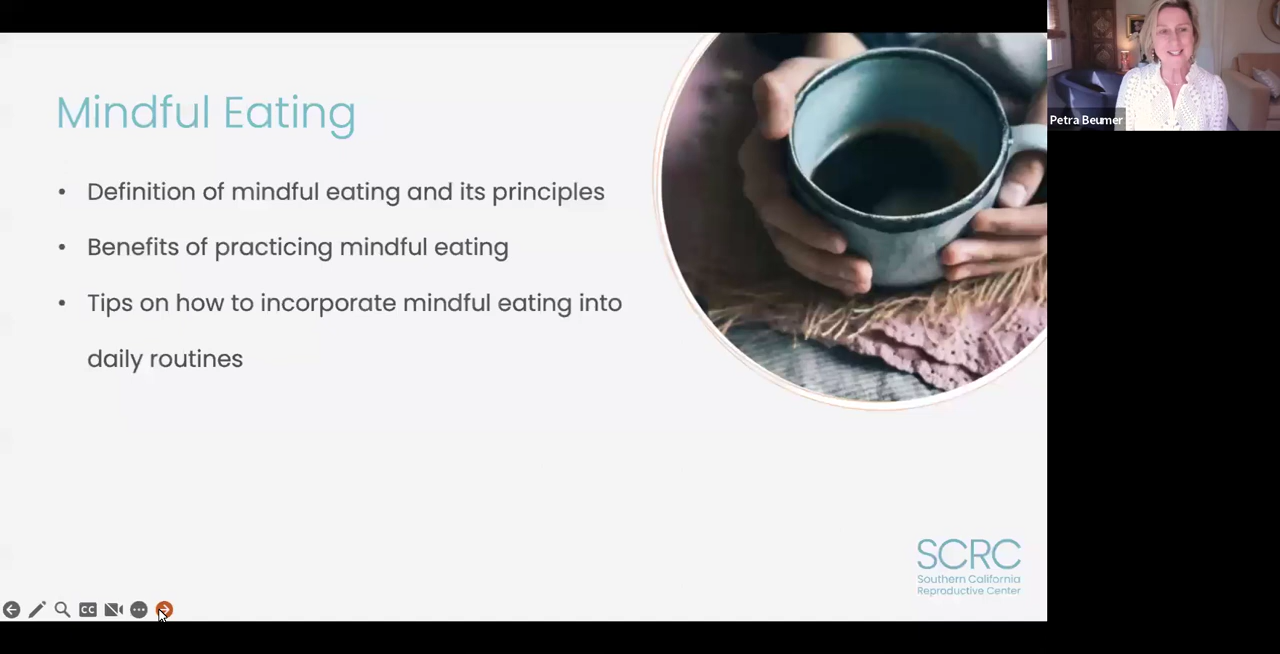 Mindful Eating
• Definition of mindful eating and its principles
• Benefits of practicing mindful eating
• Tips on how to incorporate mindful eating into
daily routines
SCRC
Southern California
Reproductive Center
CC
Petra Beumer